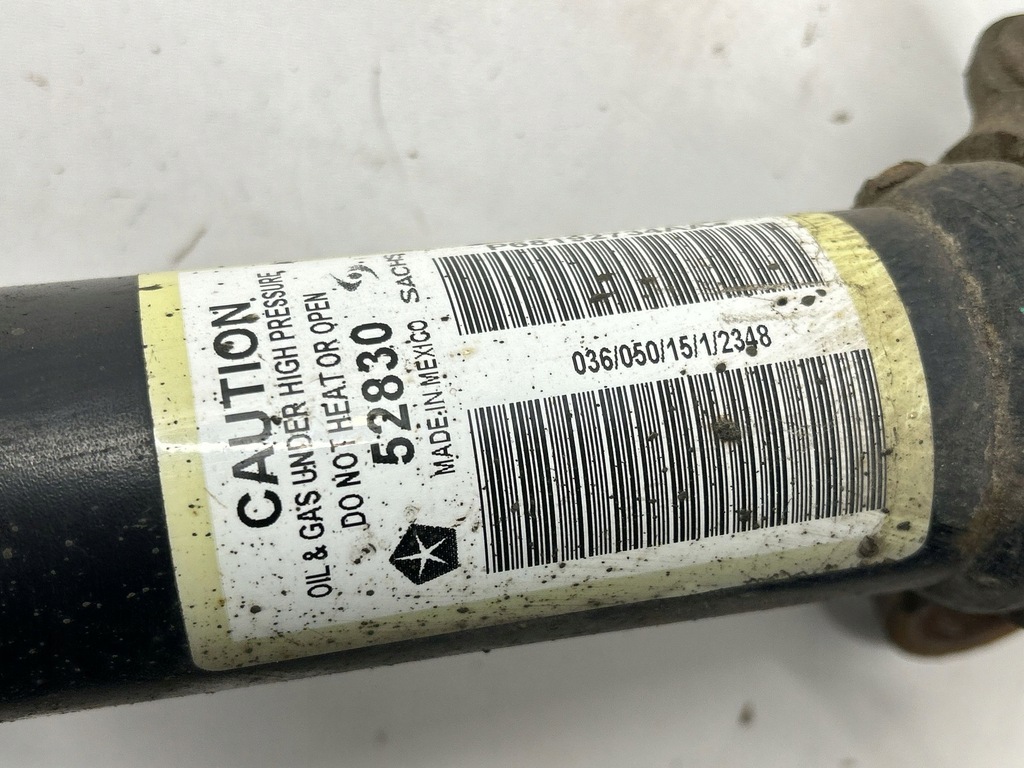 CAUTION
OIL & GAS UNDER HIGH PRESSURE,
DO NOT HEAT OR OPEN
52830
MADE-IN-MEXICO SACHS
036/050/15/1/2348